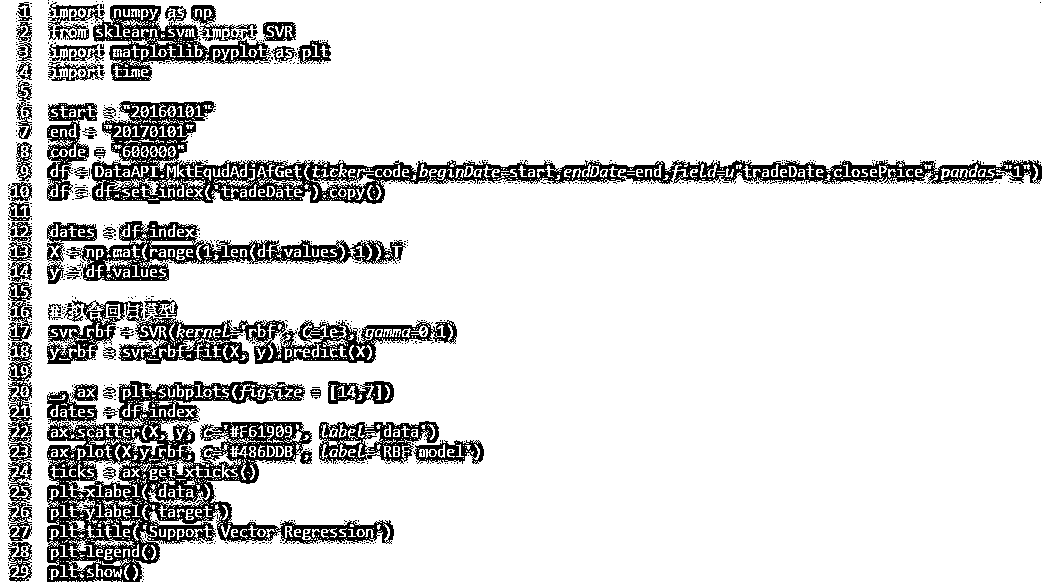 1 import numpy as np
2 from sklearn.svm import SVR
3 import matplotlib.pyplot as plt
4 import time
5
6 start = "20160101"
7 end = "20170101"
8 code = "600000"
9 df = DataAPI.MktEqudAdjAfGet(ticker=code,beginDate=start,endDate=end,field=u"tradeDate,closePrice",pandas="1")
10 df = df.set_index('tradeDate').copy()
11
12 dates = df.index
13 X = np.mat(range(1,len(df.values)+1)).T
14 y = df.values
15
16 # 拟合回归模型
17 svr_rbf = SVR(kernel='rbf', C=1e3, gamma=0.1)
18 y_rbf = svr_rbf.fit(X, y).predict(X)
19
20 _, ax = plt.subplots(figsize = [14,7])
21 dates = df.index
22 ax.scatter(X, y, c='#F61909', label='data')
23 ax.plot(X,y_rbf, c='#486DDB', label='RBF model')
24 ticks = ax.get_xticks()
25 plt.xlabel('data')
26 plt.ylabel('target')
27 plt.title('Support Vector Regression')
28 plt.legend()
29 plt.show()